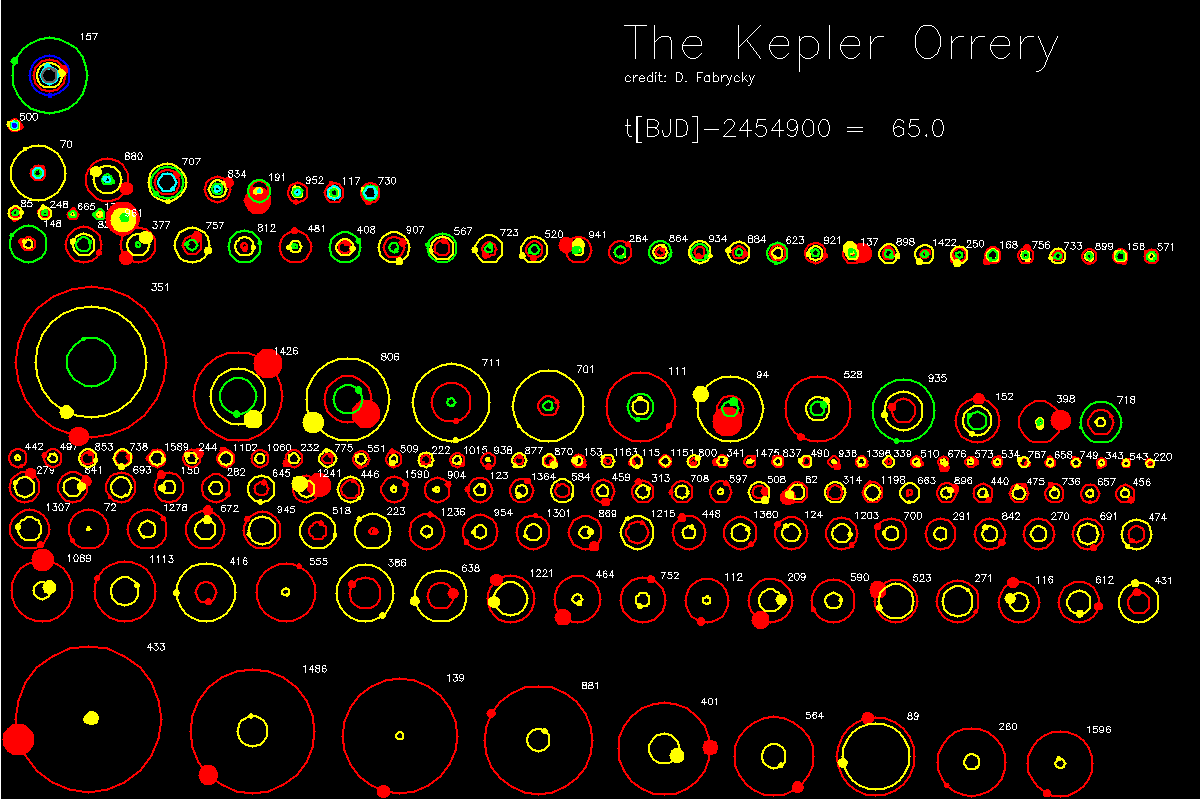 The Kepler Orrery
credit: D. Fabrycky
t[BJD]-2454900 = 65.0
157
500
70 880 707 834 191 952 117 730
85 248 665
148 377 757 812 481 408 907 567 723 520 941 284 864 934 884 623 921 137 898 1422 250 168 756 733 899 158 571
351
1426 806 711 701 111 94 528 935 152 398 718
442 497 853 738 1589 244 1102 1060 232 775 551 509 222 1015 938 877 870 153 1163 115 1151 800 341 1475 837 490 1396 339 510 676 573 534 787 658 749 343 543 220
279 841 693 150 282 645 1241 446 1590 904 123 1364 584 459 313 708 597 508 82 314 1198 663 896 440 475 736 657 456
1307 72 1278 672 945 518 223 1236 954 1301 869 1215 448 1360 124 1203 700 291 842 270 691 474
1089 1113 416 555 386 638 1221 464 752 112 209 590 523 271 116 612 431
433 1486 139 881 401 564 89 260 1596